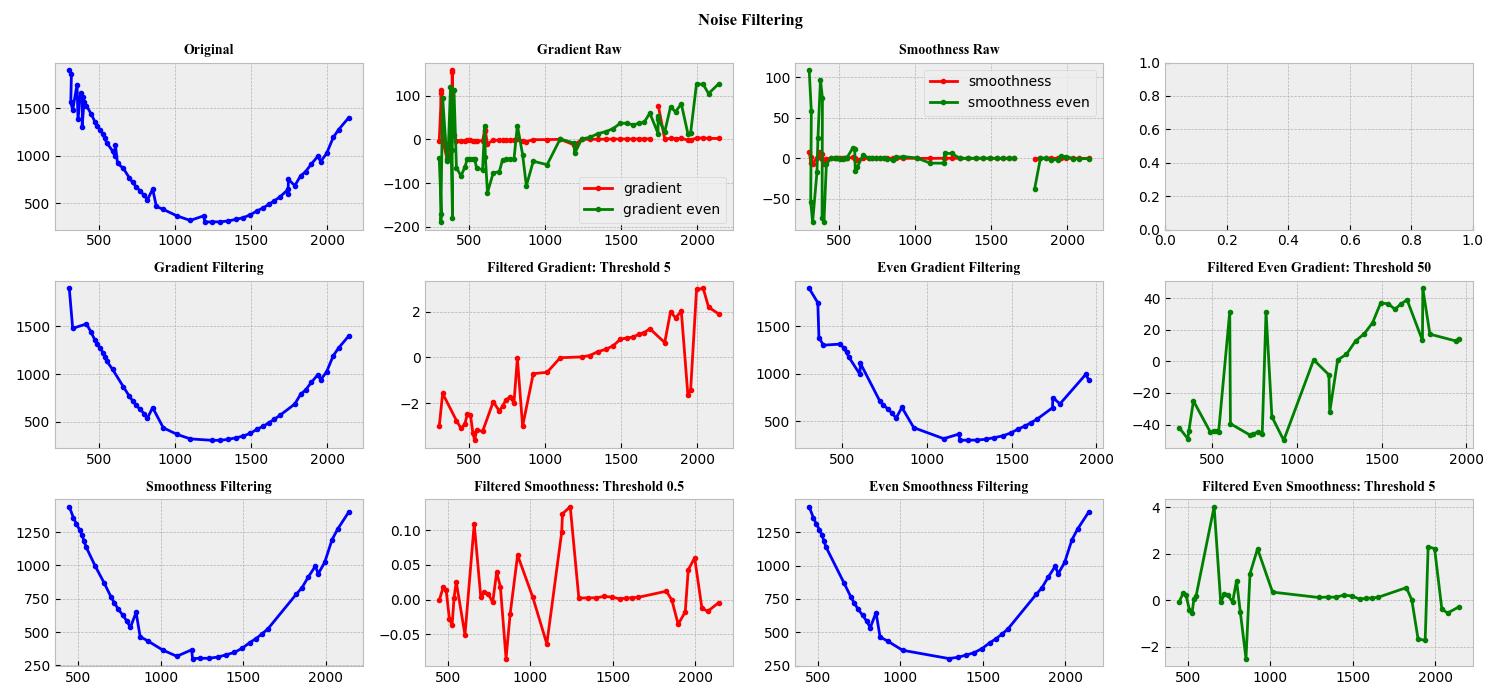 Noise Filtering
Original
Gradient Raw
Smoothness Raw
1500
1000
500
500 1000 1500 2000
100
0
−100
−200
500 1000 1500 2000
gradient
gradient even
100
50
0
−50
500 1000 1500 2000
smoothness
smoothness even
1.0
0.8
0.6
0.4
0.2
0.0
0.0 0.2 0.4 0.6 0.8 1.0
Gradient Filtering
Filtered Gradient: Threshold 5
Even Gradient Filtering
Filtered Even Gradient: Threshold 50
1500
1000
500
500 1000 1500 2000
2
0
−2
500 1000 1500 2000
1500
1000
500
500 1000 1500 2000
40
20
0
−20
−40
500 1000 1500 2000
Smoothness Filtering
Filtered Smoothness: Threshold 0.5
Even Smoothness Filtering
Filtered Even Smoothness: Threshold 5
1250
1000
750
500
250
500 1000 1500 2000
0.10
0.05
0.00
−0.05
500 1000 1500 2000
1250
1000
750
500
250
500 1000 1500 2000
4
2
0
−2
500 1000 1500 2000